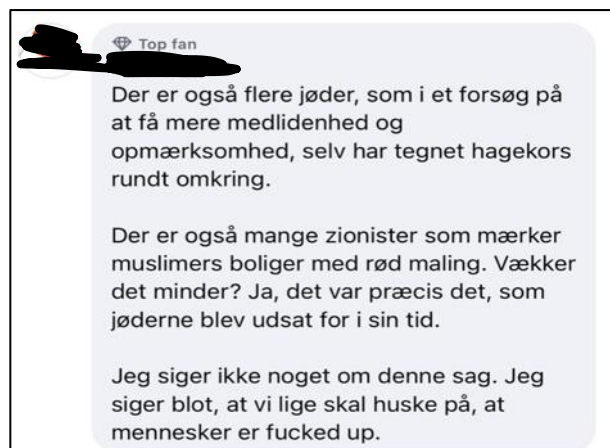 Top fan
Der er også flere jøder, som i et forsøg på
at få mere medlidenhed og
opmærksomhed, selv har tegnet hagekors
rundt omkring.
Der er også mange zionister som mærker
muslimers boliger med rød maling. Vækker
det minder? Ja, det var præcis det, som
jøderne blev udsat for i sin tid.
Jeg siger ikke noget om denne sag. Jeg
siger blot, at vi lige skal huske på, at
mennesker er fucked up.